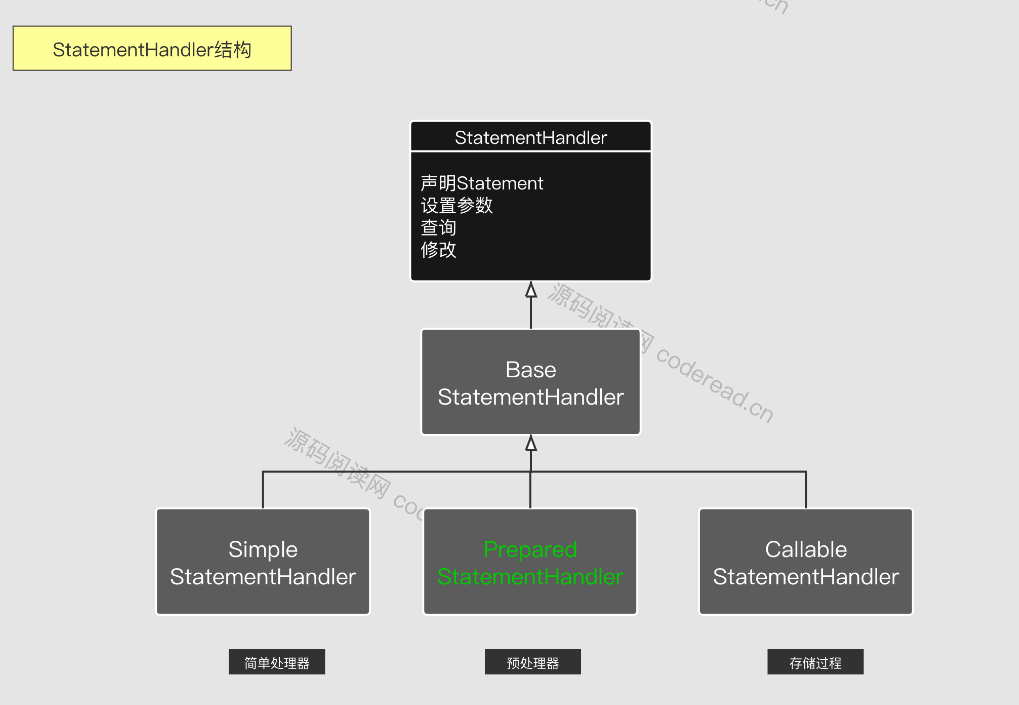 cn
StatementHandler结构
StatementHandler
声明Statement
设置参数
查询
修改
源码阅读网 coderead.cn
Base
StatementHandler
源码阅读网 cod
Simple
StatementHandler
Prepared
StatementHandler
Callable
StatementHandler
简单处理器
预处理器
存储过程